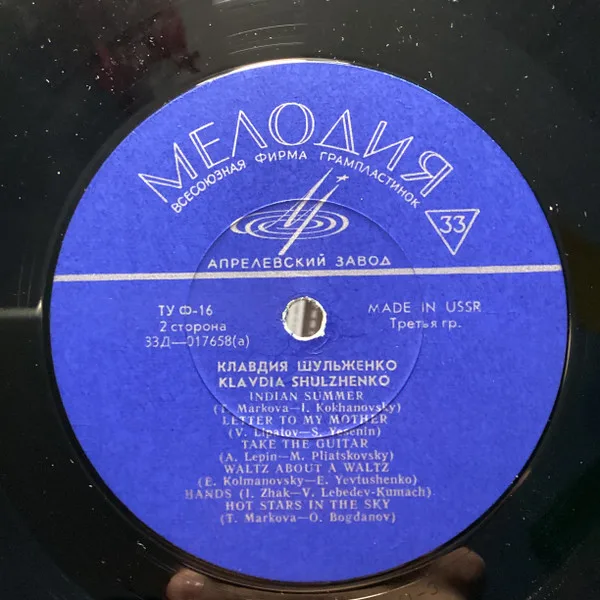 МЕЛОДИЯ
ВСЕСОЮЗНАЯ ФИРМА ГРАМПЛАСТИНОК
33
АПРЕЛЕВСКИЙ ЗАВОД
ТУ Ф-16
2 сторона
33Д—017658(а)
MADE IN USSR
Третья гр.
КЛАВДИЯ ШУЛЬЖЕНКО
KLAVDIA SHULZHENKO
INDIAN SUMMER
(T. Markova—I. Kokhanovsky)
LETTER TO MY MOTHER
(V. Lipatov—S. Yesenin)
TAKE THE GUITAR
(A. Lepin—M. Pliatskovsky)
WALTZ ABOUT A WALTZ
(E. Kolmanovsky—E. Yevtushenko)
HANDS (I. Zhak—V. Lebedev-Kumach)
HOT STARS IN THE SKY
(T. Markova—O. Bogdanov)